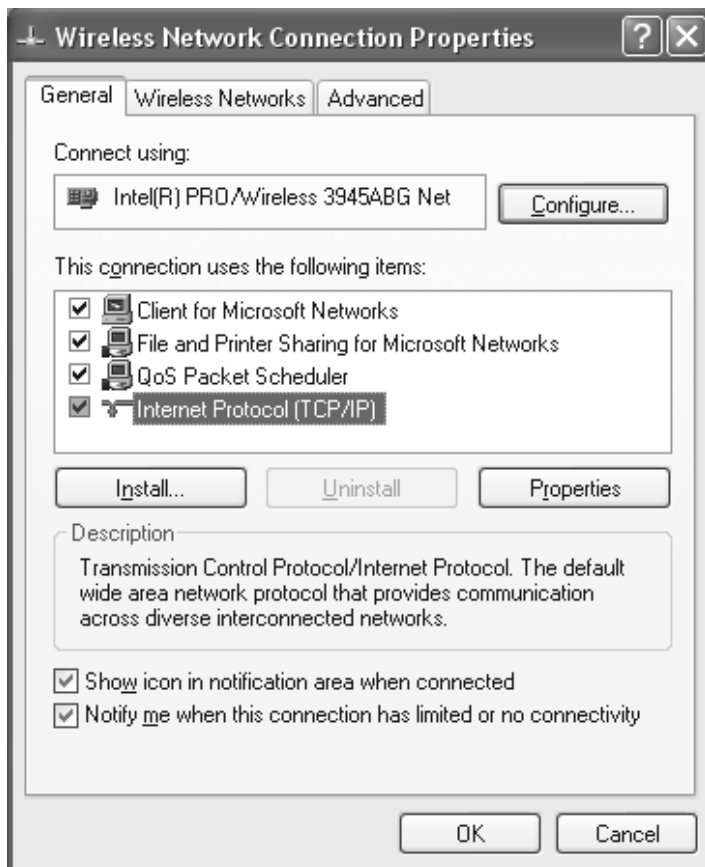 Wireless Network Connection Properties
General Wireless Networks Advanced
Connect using:
Intel(R) PRO/Wireless 3945ABG Net
Configure...
This connection uses the following items:
Client for Microsoft Networks
File and Printer Sharing for Microsoft Networks
QoS Packet Scheduler
Internet Protocol (TCP/IP)
Install... Uninstall Properties
Description
Transmission Control Protocol/Internet Protocol. The default
wide area network protocol that provides communication
across diverse interconnected networks.
Show icon in notification area when connected
Notify me when this connection has limited or no connectivity
OK Cancel